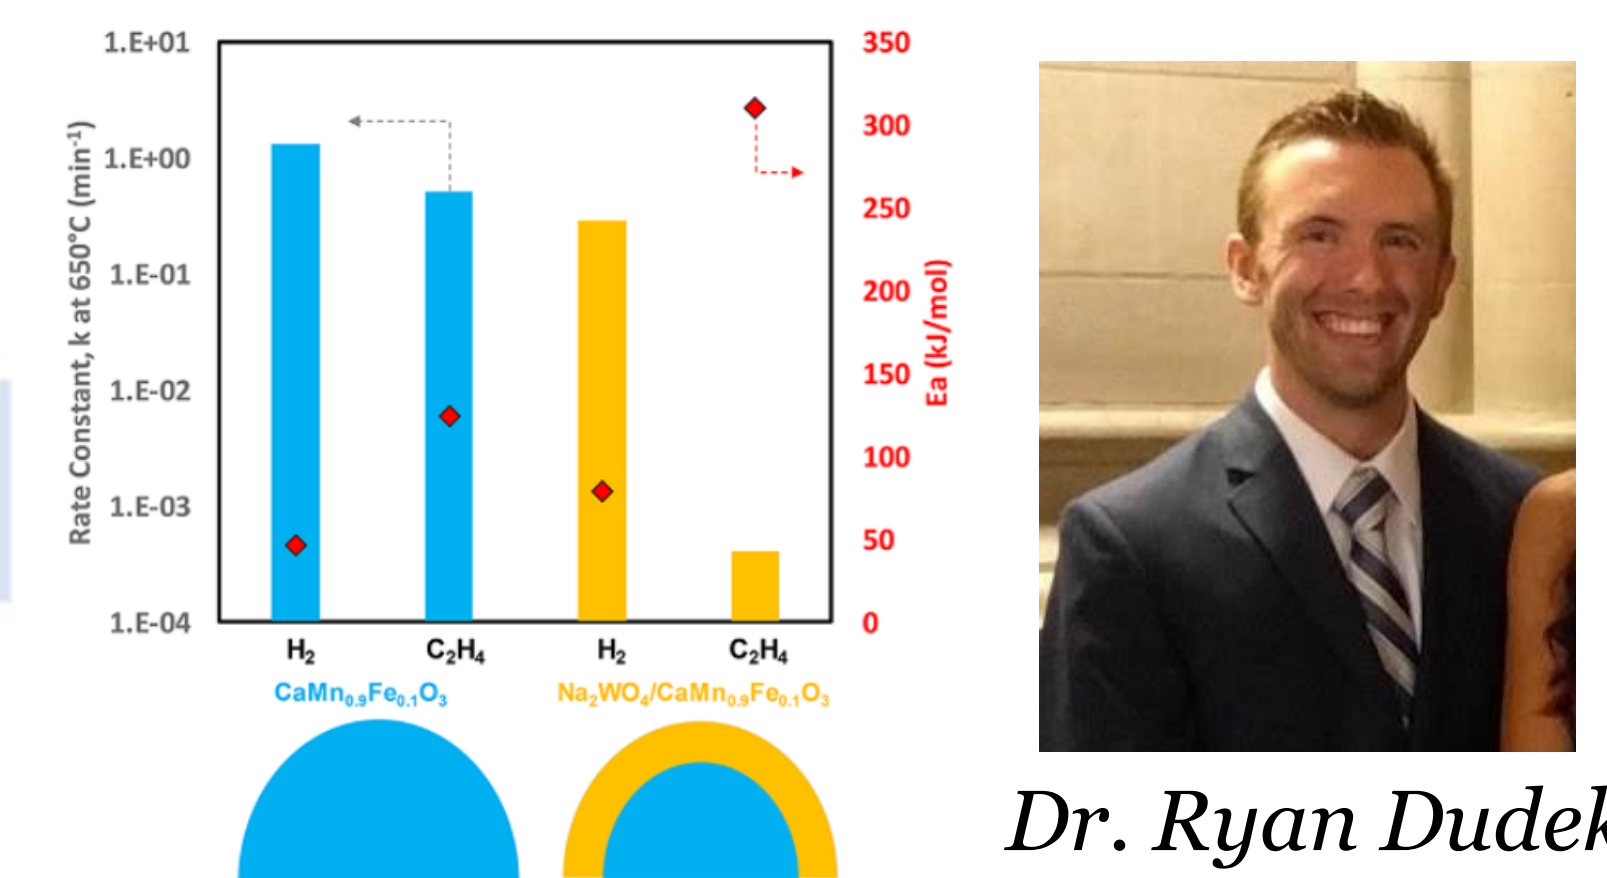 1.E+01
1.E+00
1.E-01
1.E-02
1.E-03
1.E-04
Rate Constant, k at 650°C (min⁻¹)
350
300
250
200
150
100
50
0
Ea (kJ/mol)
H₂ C₂H₄ H₂ C₂H₄
CaMn₀.₉Fe₀.₁O₃ Na₂WO₄/CaMn₀.₉Fe₀.₁O₃
Dr. Ryan Dudek